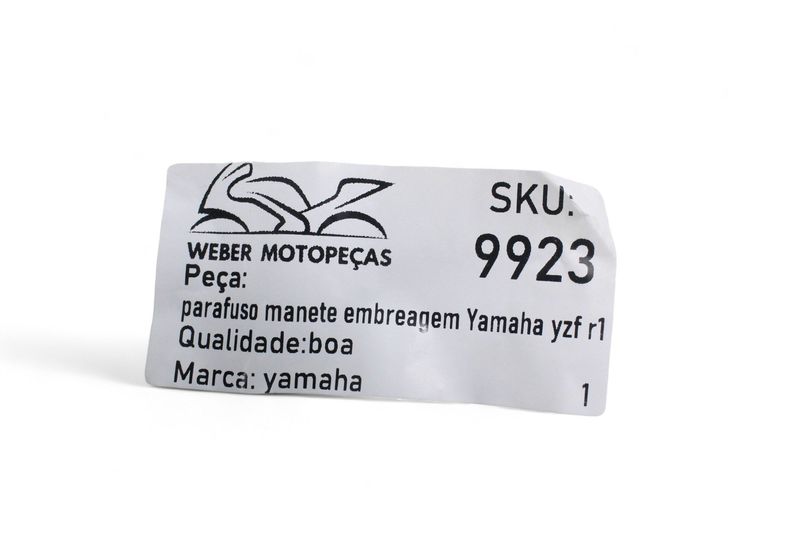 WEBER MOTOPEÇAS
SKU:
9923
Peça:
parafuso manete embreagem Yamaha yzf r1
Qualidade:boa
Marca: yamaha
1